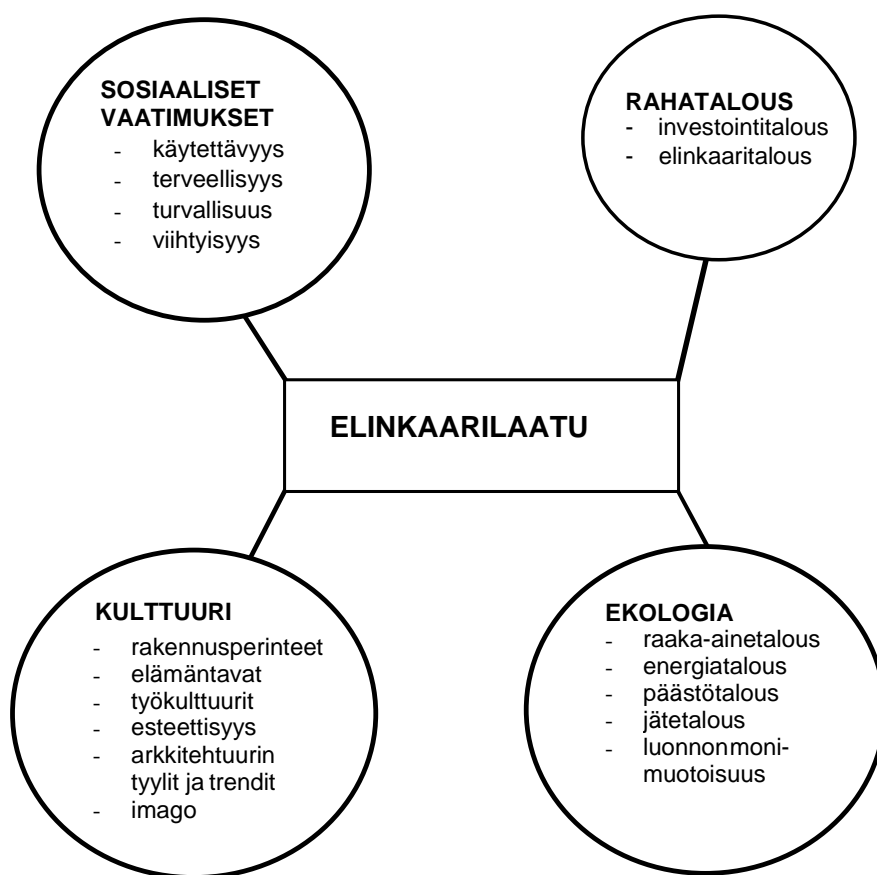 SOSIAALISET
VAATIMUKSET
- käytettävyys
- terveellisyys
- turvallisuus
- viihtyisyys
RAHATALOUS
- investointitalous
- elinkaaritalous
ELINKAARILAATU
KULTTUURI
- rakennusperinteet
- elämäntavat
- työkulttuurit
- esteettisyys
- arkkitehtuurin
tyylit ja trendit
- imago
EKOLOGIA
- raaka-ainetalous
- energiatalous
- päästötalous
- jätetalous
- luonnonmoni-
muotoisuus